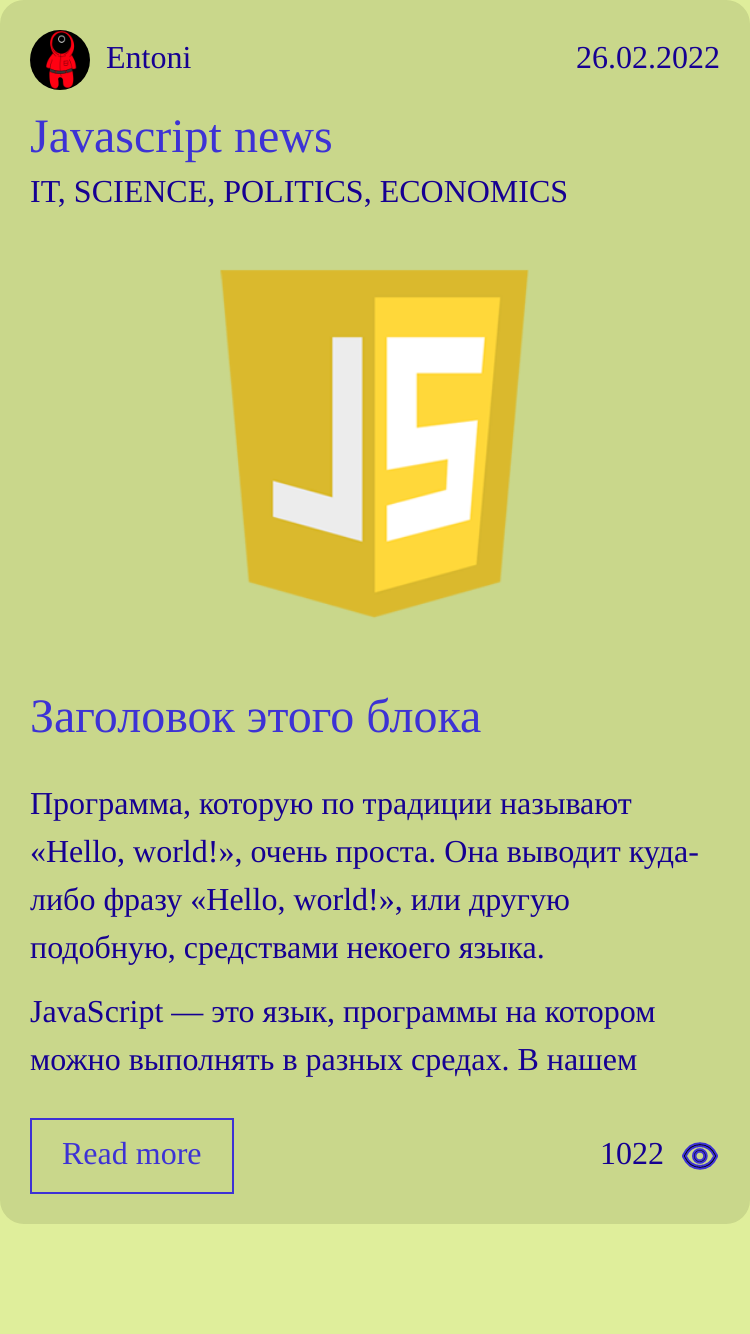 Entoni
26.02.2022
Javascript news
IT, SCIENCE, POLITICS, ECONOMICS
JS
Заголовок этого блока
Программа, которую по традиции называют
«Hello, world!», очень проста. Она выводит куда-
либо фразу «Hello, world!», или другую
подобную, средствами некоего языка.
JavaScript — это язык, программы на котором
можно выполнять в разных средах. В нашем
Read more
1022